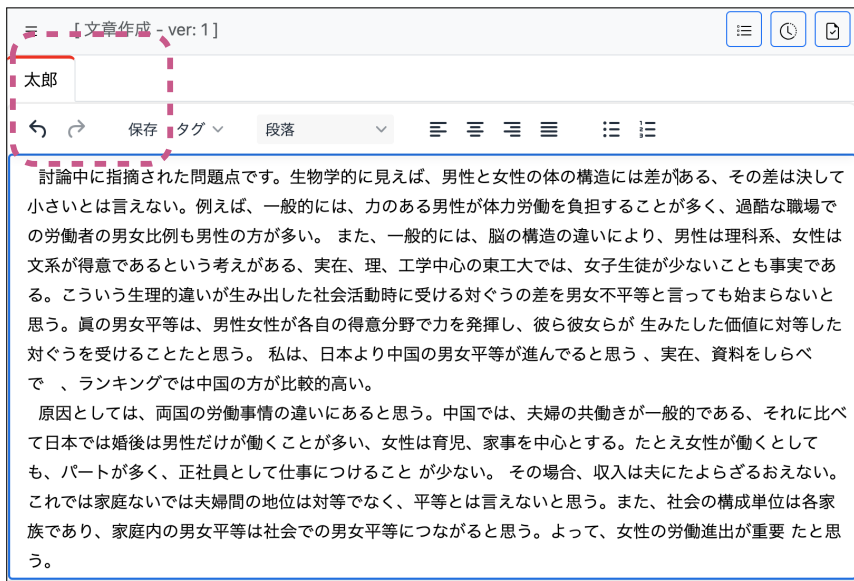 [ 文章作成 - ver: 1 ]
太郎
保存 タグ 段落
討論中に指摘された問題点です。生物学的に見えば、男性と女性の体の構造には差がある、その差は決して
小さいとは言えない。例えば、一般的には、力のある男性が体力労働を負担することが多く、過酷な職場で
の労働者の男女比例も男性の方が多い。 また、一般的には、脳の構造の違いにより、男性は理科系、女性は
文系が得意であるという考えがある、実在、理、工学中心の東工大では、女子生徒が少ないことも事実であ
る。こういう生理的違いが生み出した社会活動時に受ける対ぐうの差を男女不平等と言っても始まらないと
思う。眞の男女平等は、男性女性が各自の得意分野で力を発揮し、彼ら彼女らが 生みたした価値に対等した
対ぐうを受けることたと思う。 私は、日本より中国の男女平等が進んでると思う 、実在、資料をしらべ
で 、ランキングでは中国の方が比較的高い。
原因としては、両国の労働事情の違いにあると思う。中国では、夫婦の共働きが一般的である、それに比べ
て日本では婚後は男性だけが働くことが多い、女性は育児、家事を中心とする。たとえ女性が働くとして
も、パートが多く、正社員として仕事につけること が少ない。 その場合、収入は夫にたよらざるおえない。
これでは家庭ないでは夫婦間の地位は対等でなく、平等とは言えないと思う。また、社会の構成単位は各家
族であり、家庭内の男女平等は社会での男女平等につながると思う。よって、女性の労働進出が重要 たと思
う。